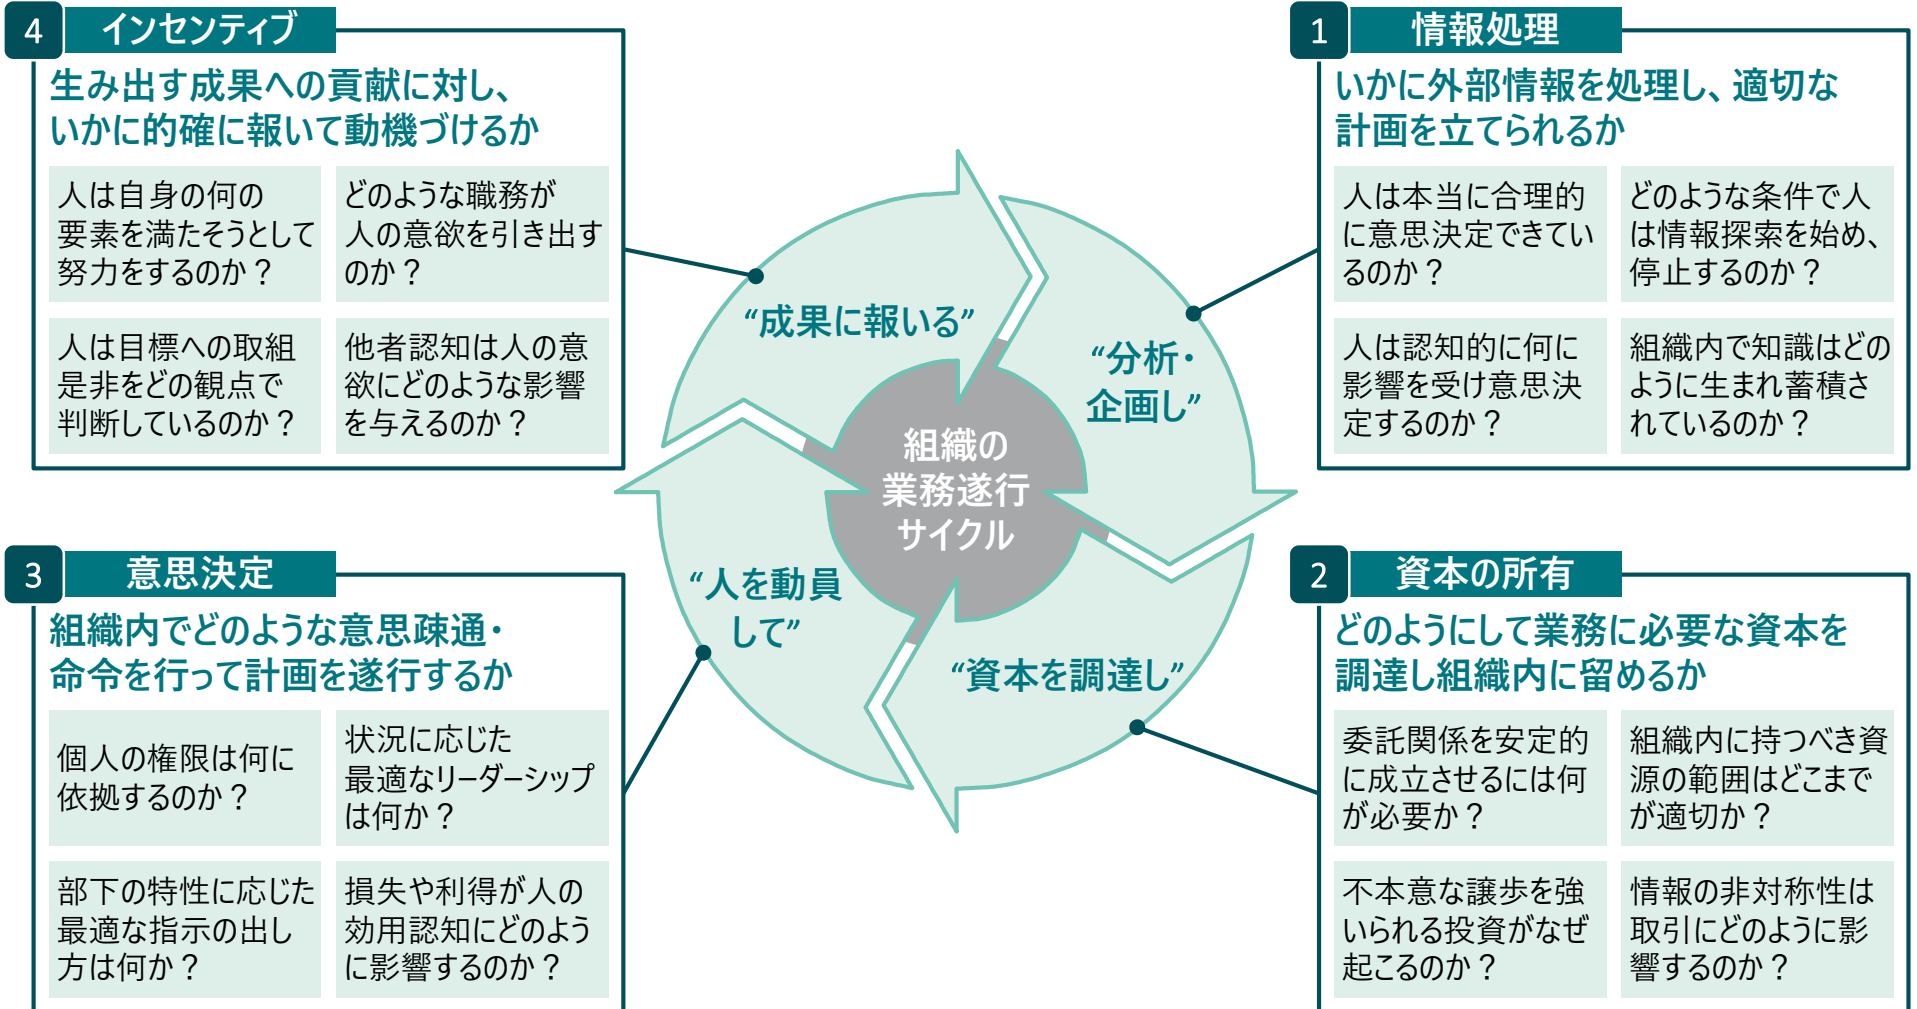 4
インセンティブ
生み出す成果への貢献に対し、
いかに的確に報いて動機づけるか
人は自身の何の
要素を満たそうとして
努力をするのか？
どのような職務が
人の意欲を引き出す
のか？
人は目標への取組
是非をどの観点で
判断しているのか？
他者認知は人の意
欲にどのような影響
を与えるのか？
1
情報処理
いかに外部情報を処理し、適切な
計画を立てられるか
人は本当に合理的
に意思決定できてい
るのか？
どのような条件で人
は情報探索を始め、
停止するのか？
人は認知的に何に
影響を受け意思決
定するのか？
組織内で知識はどの
ように生まれ蓄積さ
れているのか？
“成果に報いる”
“分析・
企画し”
組織の
業務遂行
サイクル
“人を動員
して”
“資本を調達し”
3
意思決定
組織内でどのような意思疎通・
命令を行って計画を遂行するか
個人の権限は何に
依拠するのか？
状況に応じた
最適なリーダーシップ
は何か？
部下の特性に応じた
最適な指示の出し
方は何か？
損失や利得が人の
効用認知にどのよう
に影響するのか？
2
資本の所有
どのようにして業務に必要な資本を
調達し組織内に留めるか
委託関係を安定的
に成立させるには何
が必要か？
組織内に持つべき資
源の範囲はどこまで
が適切か？
不本意な譲歩を強
いられる投資がなぜ
起こるのか？
情報の非対称性は
取引にどのように影
響するのか？